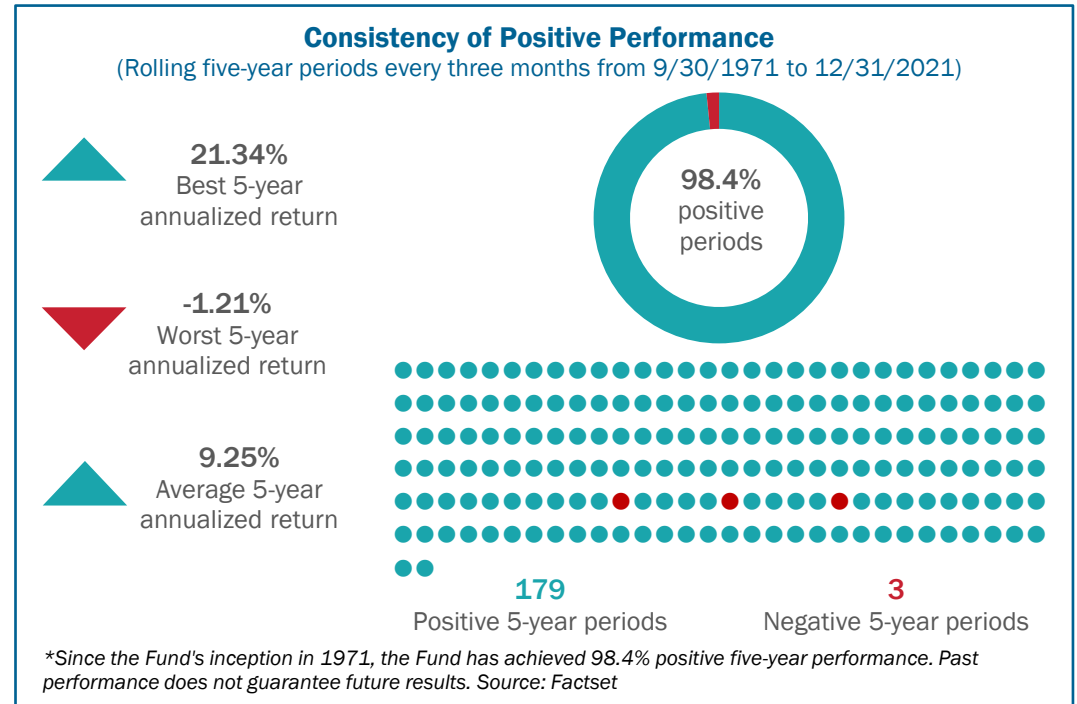 Consistency of Positive Performance
(Rolling five-year periods every three months from 9/30/1971 to 12/31/2021)
21.34%
Best 5-year
annualized return
-1.21%
Worst 5-year
annualized return
9.25%
Average 5-year
annualized return
98.4%
positive
periods
179
Positive 5-year periods
3
Negative 5-year periods
*Since the Fund's inception in 1971, the Fund has achieved 98.4% positive five-year performance. Past
performance does not guarantee future results. Source: Factset